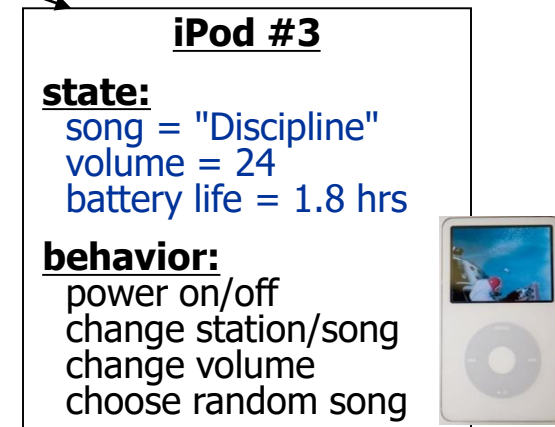 iPod #3
state:
song = "Discipline"
volume = 24
battery life = 1.8 hrs
behavior:
power on/off
change station/song
change volume
choose random song